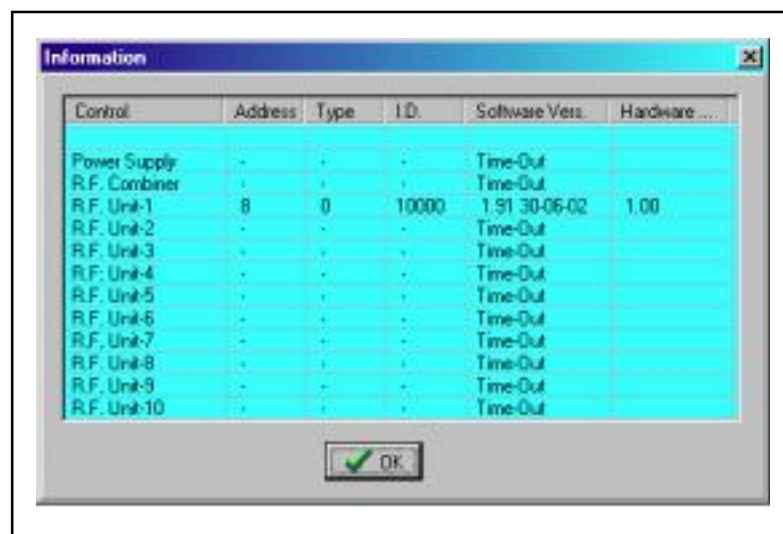 Information
Control Address Type I.D. Software Vers. Hardware ...
Power Supply - - - Time-Out
R.F. Combiner - - - Time-Out
R.F. Unit-1 8 0 10000 1.91 30-06-02 1.00
R.F. Unit-2 - - - Time-Out
R.F. Unit-3 - - - Time-Out
R.F. Unit-4 - - - Time-Out
R.F. Unit-5 - - - Time-Out
R.F. Unit-6 - - - Time-Out
R.F. Unit-7 - - - Time-Out
R.F. Unit-8 - - - Time-Out
R.F. Unit-9 - - - Time-Out
R.F. Unit-10 - - - Time-Out
OK